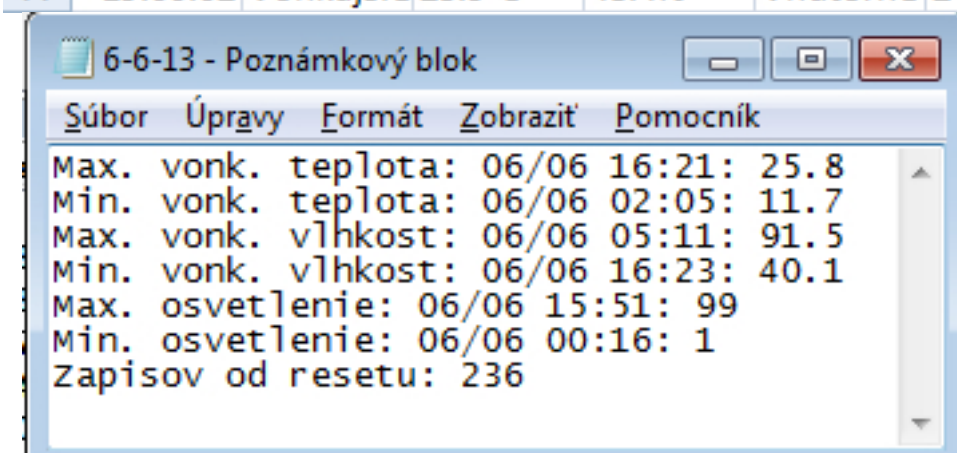 6-6-13 - Poznámkový blok
Súbor Úpravy Formát Zobraziť Pomocník
Max. vonk. teplota: 06/06 16:21: 25.8
Min. vonk. teplota: 06/06 02:05: 11.7
Max. vonk. vlhkost: 06/06 05:11: 91.5
Min. vonk. vlhkost: 06/06 16:23: 40.1
Max. osvetlenie: 06/06 15:51: 99
Min. osvetlenie: 06/06 00:16: 1
Zapisov od resetu: 236